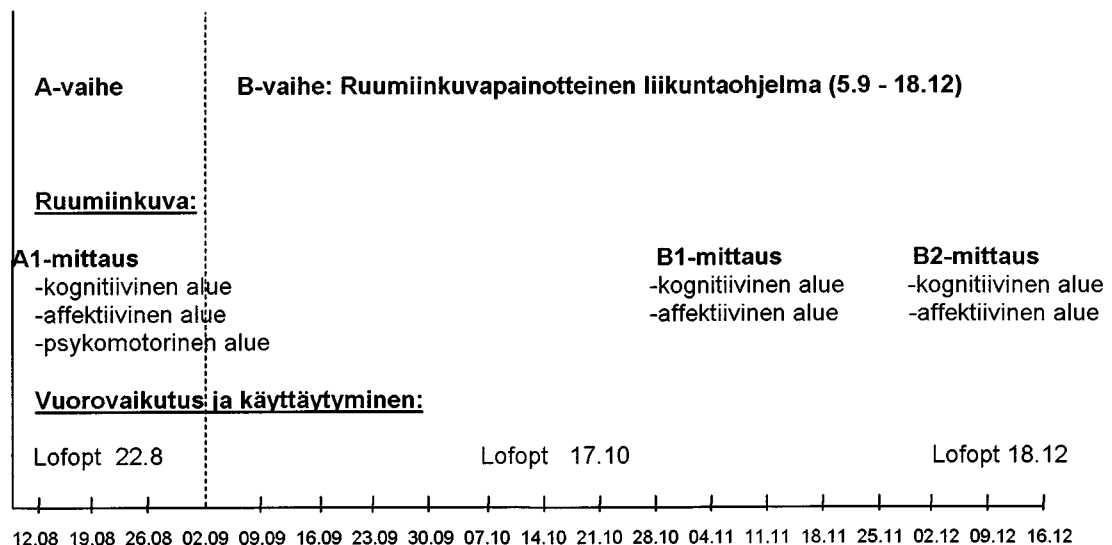 A-vaihe B-vaihe: Ruumiinkuvapainotteinen liikuntaohjelma (5.9 - 18.12)
Ruumiinkuva:
A1-mittaus B1-mittaus B2-mittaus
-kognitiivinen alue -kognitiivinen alue -kognitiivinen alue
-affektiivinen alue -affektiivinen alue -affektiivinen alue
-psykomotorinen alue
Vuorovaikutus ja käyttäytyminen:
Lofopt 22.8 Lofopt 17.10 Lofopt 18.12
12.08 19.08 26.08 02.09 09.09 16.09 23.09 30.09 07.10 14.10 21.10 28.10 04.11 11.11 18.11 25.11 02.12 09.12 16.12